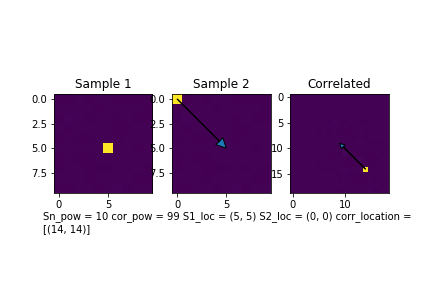 Sample 1 Sample 2 Correlated
0.0 0.0 0
2.5 2.5 5
5.0 5.0 10
7.5 7.5 15
0 5 0 5 0 10
Sn_pow = 10 cor_pow = 99 S1_loc = (5, 5) S2_loc = (0, 0) corr_location =
[(14, 14)]